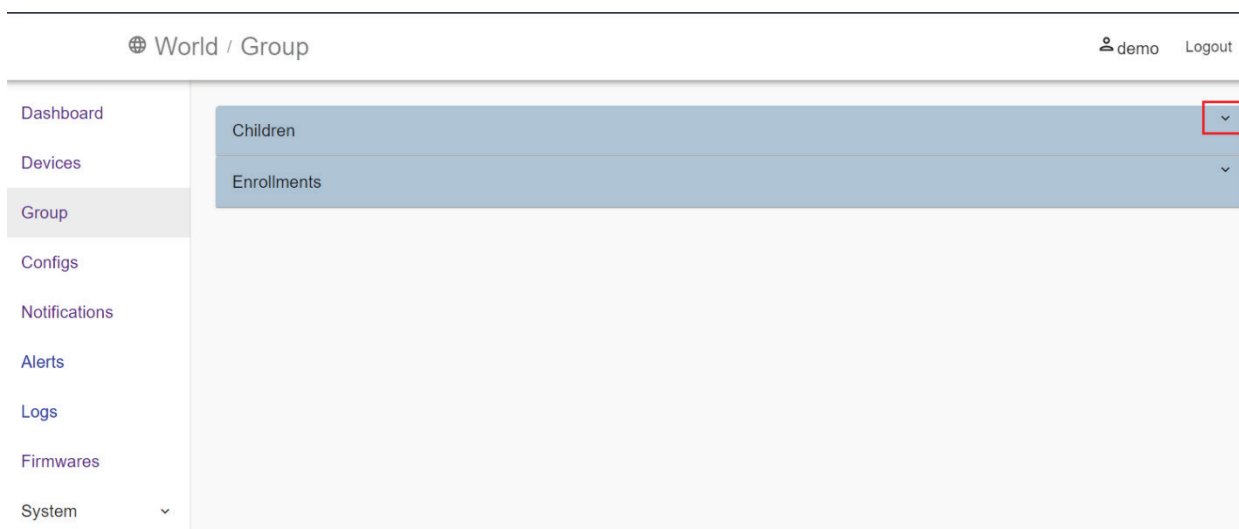 World / Group
demo Logout
Dashboard
Devices
Group
Configs
Notifications
Alerts
Logs
Firmwares
System
Children
Enrollments